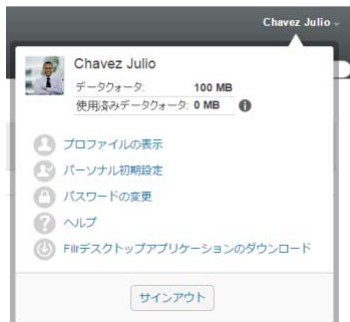 Chavez Julio
Chavez Julio
データクォータ: 100 MB
使用済みデータクォータ: 0 MB
プロファイルの表示
パーソナル初期設定
パスワードの変更
ヘルプ
Filrデスクトップアプリケーションのダウンロード
サインアウト